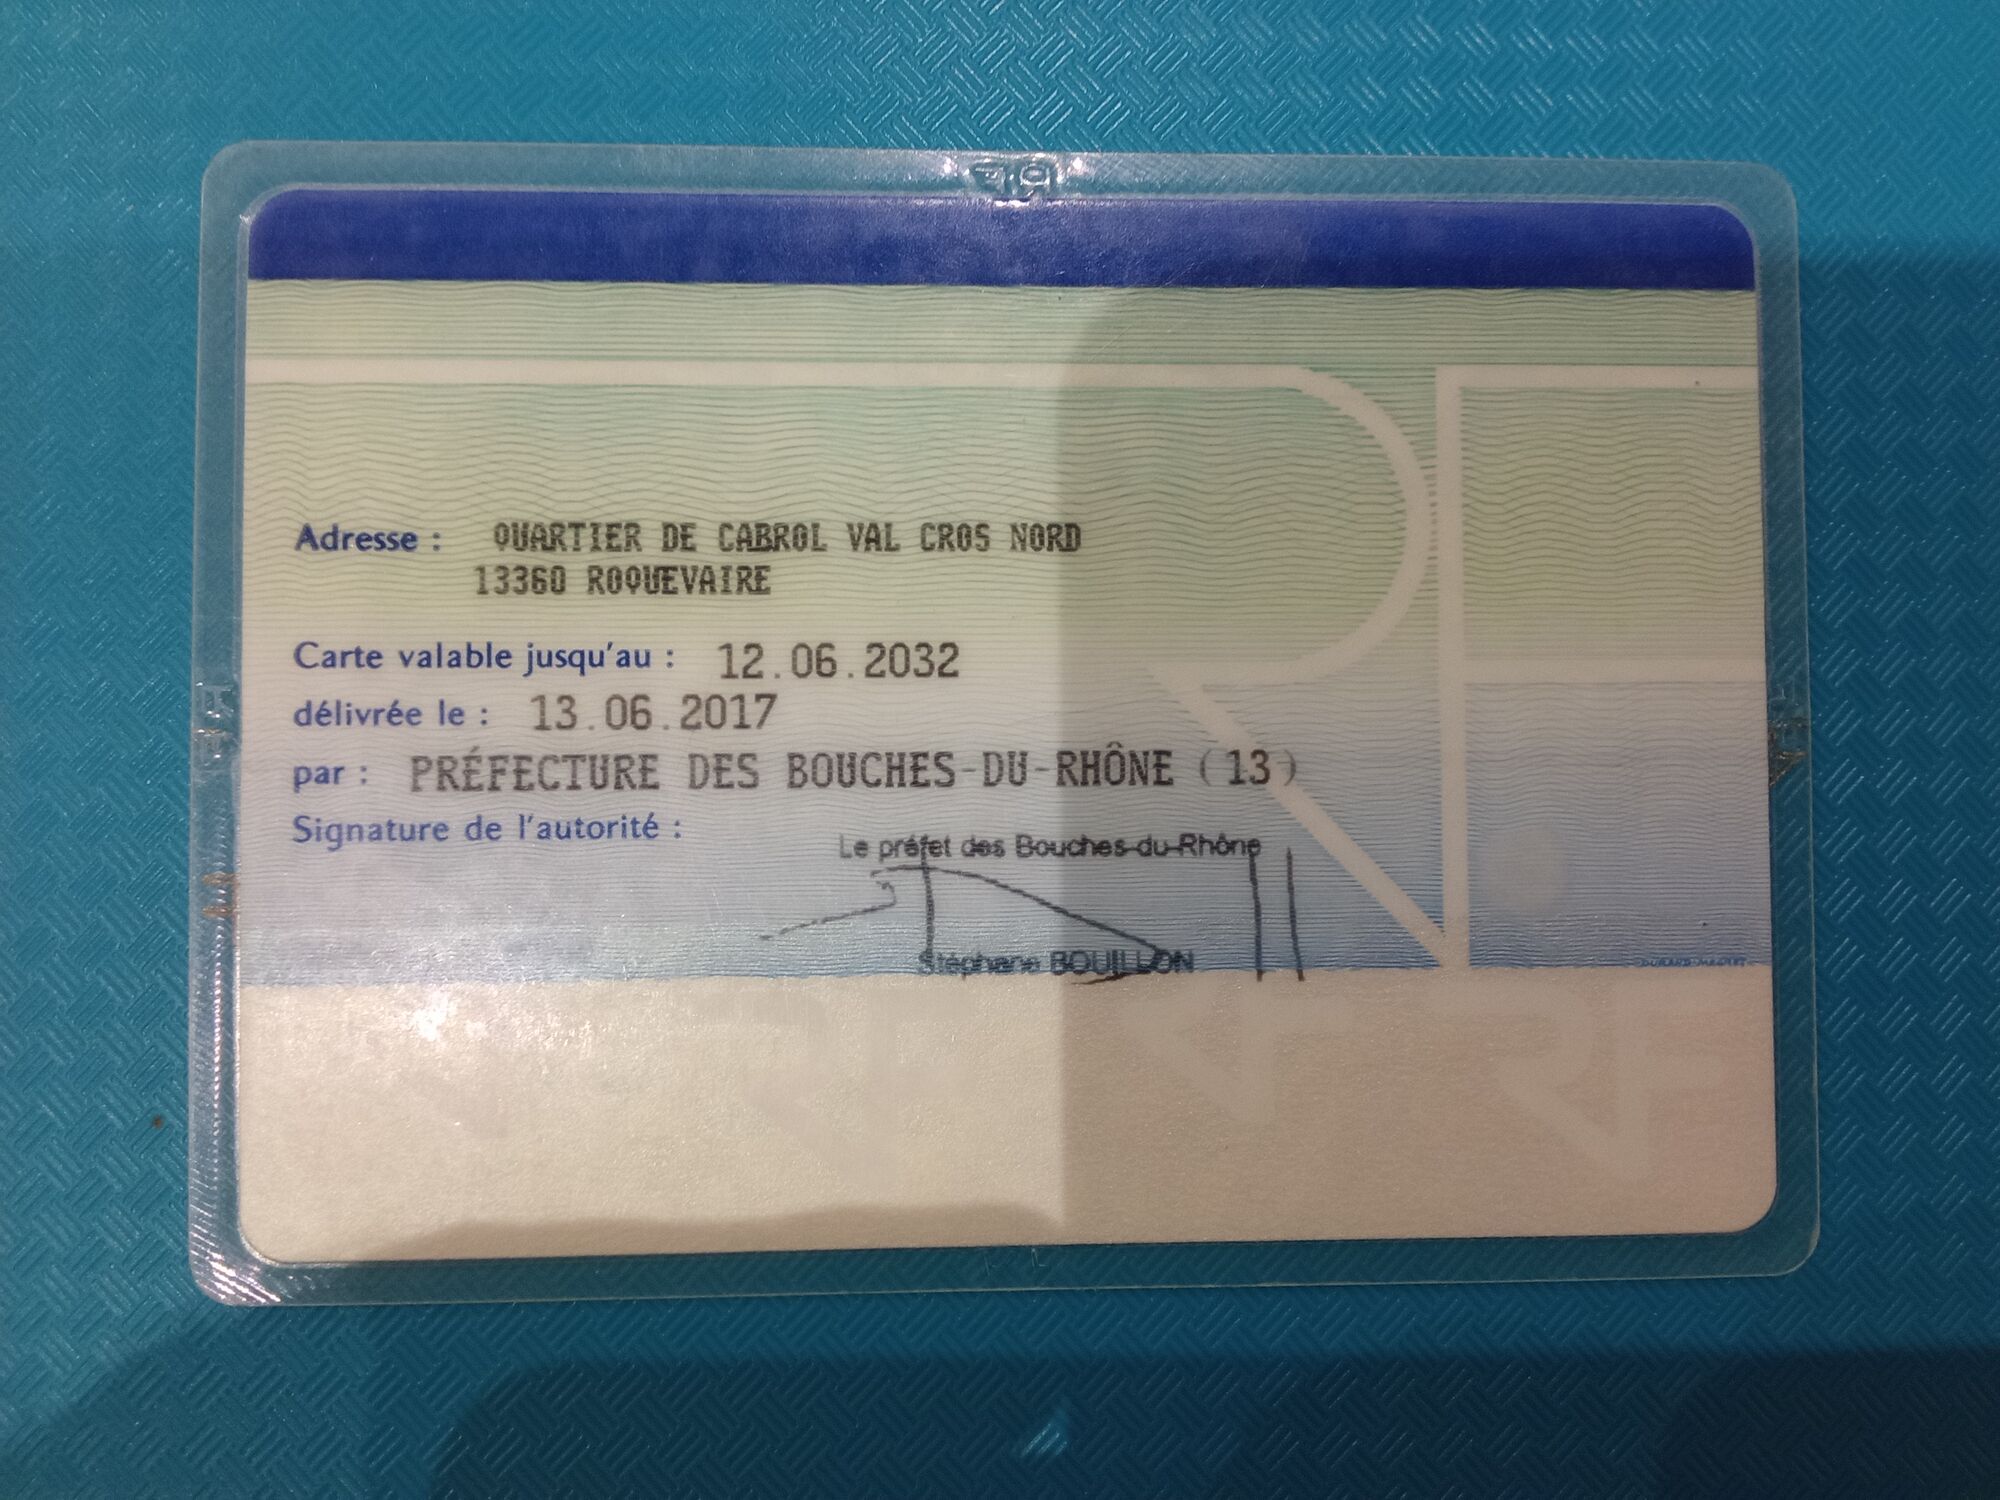 Adresse : QUARTIER DE CABROL VAL CROS NORD
13360 ROQUEVAIRE
Carte valable jusqu'au : 12.06.2032
délivrée le : 13.06.2017
par : PRÉFECTURE DES BOUCHES-DU-RHÔNE (13)
Signature de l'autorité :
Le préfet des Bouches-du-Rhône
Stéphane BOUILLON
RF